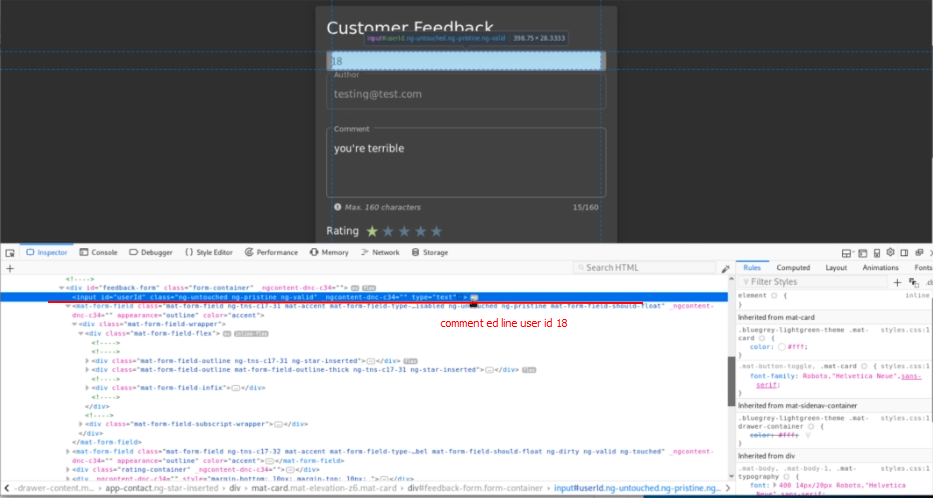 Customer Feedback
input#userId.ng-untouched.ng-pristine.ng-valid 398.75 × 28.3333
18
Author
testing@test.com
Comment
you're terrible
Max. 160 characters 15/160
Rating
Inspector Console Debugger Style Editor Performance Memory Network Storage
Search HTML
Rules Computed Layout Animations Fonts
Filter Styles
<!---->
<div id="feedback-form" class="form-container" _ngcontent-dnc-c34=""> flex
<input id="userId" class="ng-untouched ng-pristine ng-valid" _ngcontent-dnc-c34="" type="text"
<mat-form-field class="mat-form-field ng-tns-c17-31 mat-accent mat-form-field-type-…isabled ng-untouched ng-pristine mat-form-field-should-float" _ngcontent-
dnc-c34="" appearance="outline" color="accent">
comment ed line user id 18
<div class="mat-form-field-wrapper">
<div class="mat-form-field-flex">
<!---->
<!---->
<div class="mat-form-field-outline ng-tns-c17-31 ng-star-inserted">…</div> flex
<div class="mat-form-field-outline mat-form-field-outline-thick ng-tns-c17-31 ng-star-inserted">…</div> flex
<!---->
<div class="mat-form-field-infix">…</div>
<!---->
</div>
<div class="mat-form-field-subscript-wrapper">…</div>
</div>
</mat-form-field>
<mat-form-field class="mat-form-field ng-tns-c17-32 mat-accent mat-form-field-type-…bel mat-form-field-should-float ng-dirty ng-valid ng-touched" _ngcontent-
dnc-c34="" appearance="outline" color="accent">…</mat-form-field>
<div class="rating-container" _ngcontent-dnc-c34="">…</div> flex
element { inline
}
Inherited from mat-card
.bluegrey-lightgreen-theme .mat- styles.css:1
card {
color: #fff;
}
.mat-button-toggle, .mat-card { styles.css:1
font-family: Roboto,"Helvetica Neue",sans-
serif;
}
Inherited from mat-sidenav-container
.bluegrey-lightgreen-theme .mat- styles.css:1
drawer-container {
color: #fff;
}
Inherited from div
.mat-body, .mat-body-1, .mat- styles.css:1
typography {
font: 400 14px/20px Roboto,"Helvetica
Neue",sans-serif;
-drawer-content.m… app-contact.ng-star-inserted div mat-card.mat-elevation-z6.mat-card div#feedback-form.form-container input#userId.ng-untouched.ng-pristine.ng…